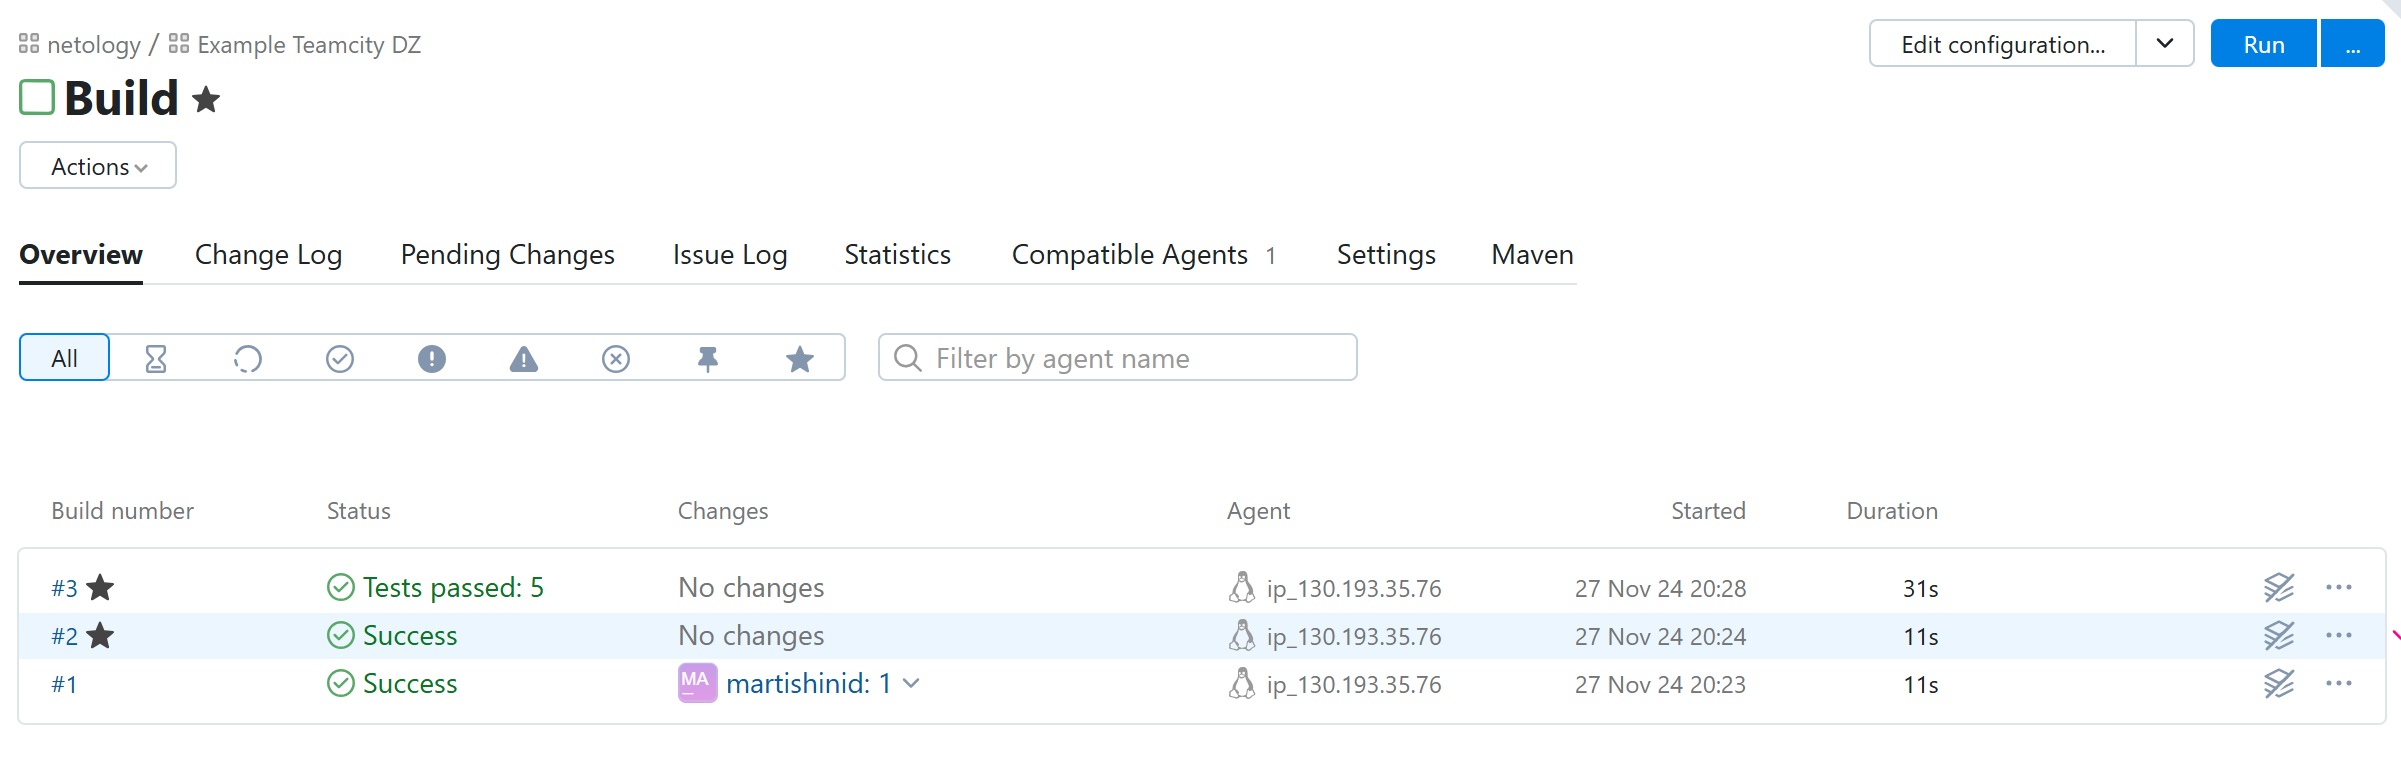 netology / Example Teamcity DZ
Edit configuration... Run ...
Build
Actions
Overview Change Log Pending Changes Issue Log Statistics Compatible Agents 1 Settings Maven
All Filter by agent name
Build number Status Changes Agent Started Duration
#3 Tests passed: 5 No changes ip_130.193.35.76 27 Nov 24 20:28 31s
#2 Success No changes ip_130.193.35.76 27 Nov 24 20:24 11s
#1 Success MA martishinid: 1 ip_130.193.35.76 27 Nov 24 20:23 11s